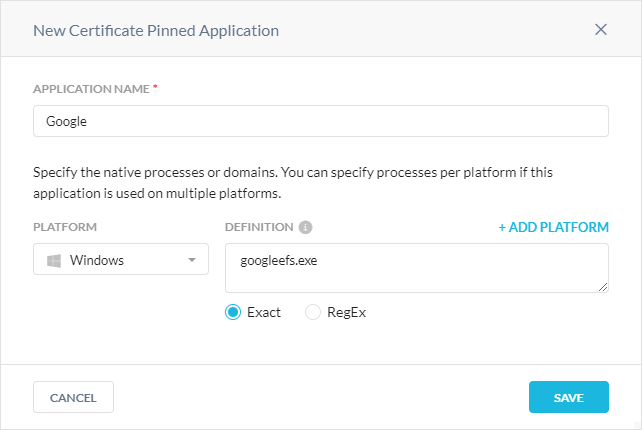 New Certificate Pinned Application
APPLICATION NAME *
Google
Specify the native processes or domains. You can specify processes per platform if this
application is used on multiple platforms.
PLATFORM DEFINITION + ADD PLATFORM
Windows googleefs.exe
Exact RegEx
CANCEL SAVE